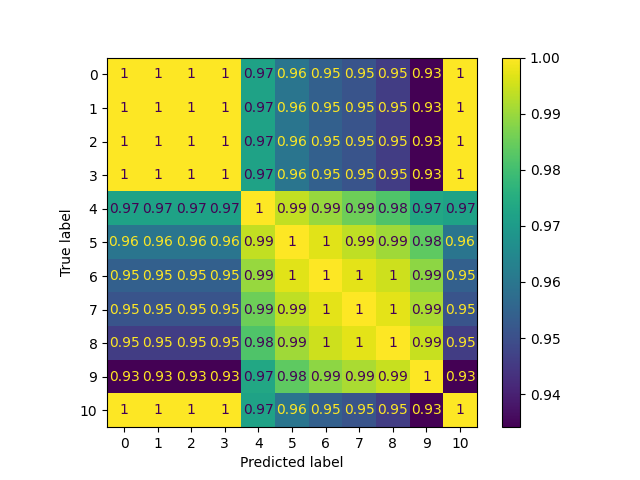 0 1 1 1 1 0.97 0.96 0.95 0.95 0.95 0.93 1
1 1 1 1 1 0.97 0.96 0.95 0.95 0.95 0.93 1
2 1 1 1 1 0.97 0.96 0.95 0.95 0.95 0.93 1
3 1 1 1 1 0.97 0.96 0.95 0.95 0.95 0.93 1
4 0.97 0.97 0.97 0.97 1 0.99 0.99 0.99 0.98 0.97 0.97
5 0.96 0.96 0.96 0.96 0.99 1 1 0.99 0.99 0.98 0.96
6 0.95 0.95 0.95 0.95 0.99 1 1 1 1 0.99 0.95
7 0.95 0.95 0.95 0.95 0.99 0.99 1 1 1 0.99 0.95
8 0.95 0.95 0.95 0.95 0.98 0.99 1 1 1 0.99 0.95
9 0.93 0.93 0.93 0.93 0.97 0.98 0.99 0.99 0.99 1 0.93
10 1 1 1 1 0.97 0.96 0.95 0.95 0.95 0.93 1
0 1 2 3 4 5 6 7 8 9 10
Predicted label
True label
1.00
0.99
0.98
0.97
0.96
0.95
0.94